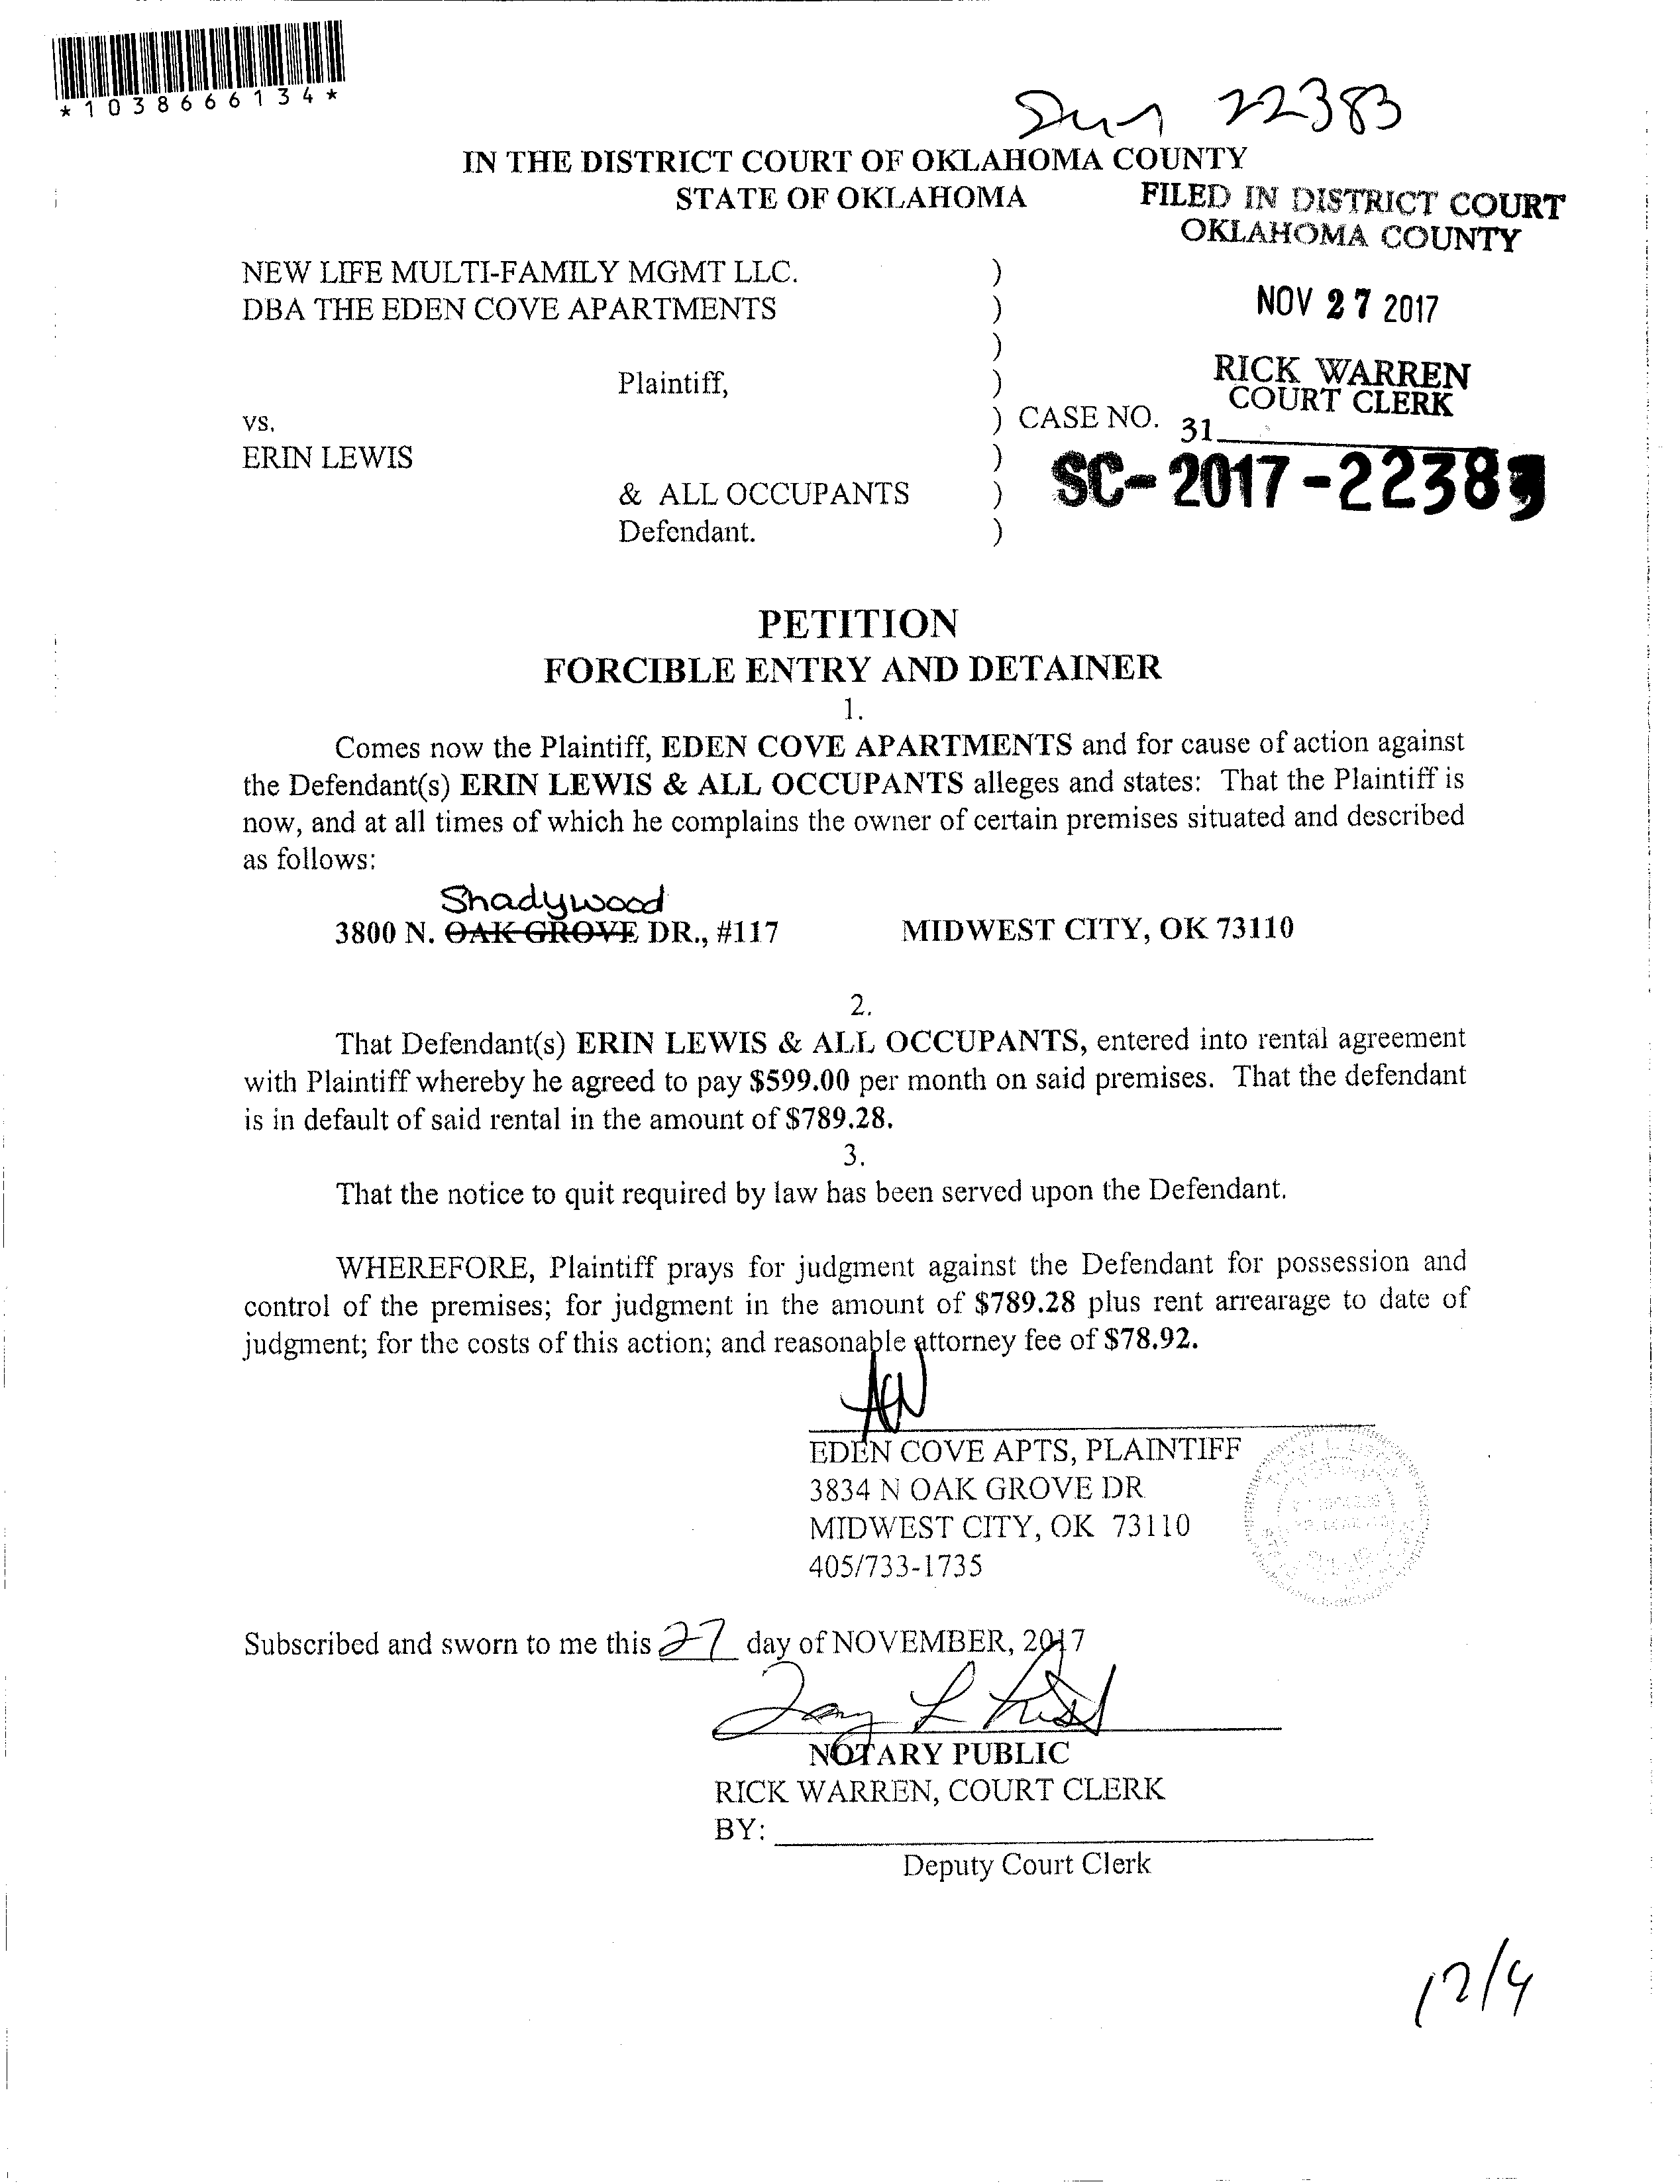 *1038666134*
22383
IN THE DISTRICT COURT OF OKLAHOMA COUNTY
STATE OF OKLAHOMA
FILED IN DISTRICT COURT
OKLAHOMA COUNTY
NOV 27 2017
RICK WARREN
COURT CLERK
31
NEW LIFE MULTI-FAMILY MGMT LLC. )
DBA THE EDEN COVE APARTMENTS )
)
Plaintiff, )
vs. ) CASE NO.
ERIN LEWIS )
& ALL OCCUPANTS )
Defendant. )
SC-2017-22383
PETITION
FORCIBLE ENTRY AND DETAINER
1.
Comes now the Plaintiff, EDEN COVE APARTMENTS and for cause of action against
the Defendant(s) ERIN LEWIS & ALL OCCUPANTS alleges and states: That the Plaintiff is
now, and at all times of which he complains the owner of certain premises situated and described
as follows:
Shadywood
3800 N. OAK GROVE DR., #117 MIDWEST CITY, OK 73110
2.
That Defendant(s) ERIN LEWIS & ALL OCCUPANTS, entered into rental agreement
with Plaintiff whereby he agreed to pay $599.00 per month on said premises. That the defendant
is in default of said rental in the amount of $789.28.
3.
That the notice to quit required by law has been served upon the Defendant.
WHEREFORE, Plaintiff prays for judgment against the Defendant for possession and
control of the premises; for judgment in the amount of $789.28 plus rent arrearage to date of
judgment; for the costs of this action; and reasonable attorney fee of $78.92.
EDEN COVE APTS, PLAINTIFF
3834 N OAK GROVE DR
MIDWEST CITY, OK 73110
405/733-1735
Subscribed and sworn to me this 27 day of NOVEMBER, 2017
NOTARY PUBLIC
RICK WARREN, COURT CLERK
BY:
Deputy Court Clerk
12/4